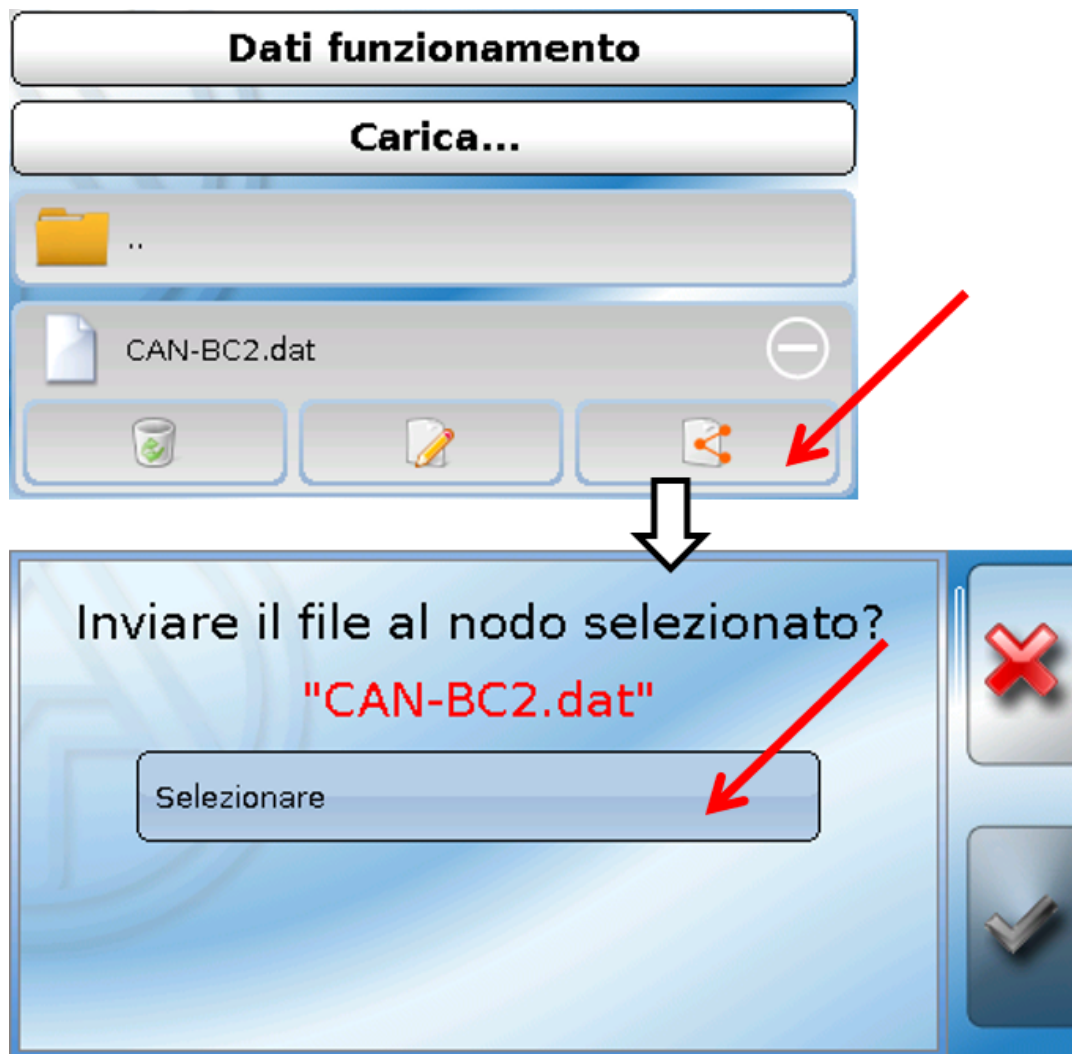 Dati funzionamento
Carica...
..
CAN-BC2.dat
Inviare il file al nodo selezionato?
"CAN-BC2.dat"
Selezionare